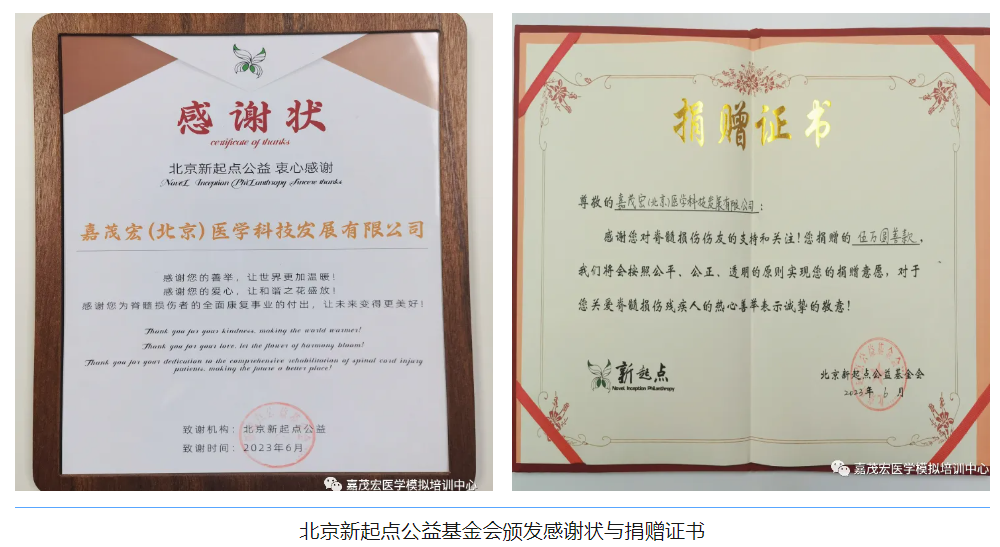 感谢状
certificate of thanks
北京新起点公益 衷心感谢
Novel Inception Philanthropy Sincere thanks
嘉茂宏(北京)医学科技发展有限公司
感谢您的善举，让世界更加温暖！
感谢您的爱心，让和谐之花盛放！
感谢您为脊髓损伤者的全面康复事业的付出，让未来变得更美好！
Thank you for your kindness, making the world warmer!
Thank you for your love, let the flower of harmony bloom!
Thank you for your dedication to the comprehensive rehabilitation of spinal cord injury
patients, making the future a better place!
致谢机构：北京新起点公益
致谢时间：2023年6月
嘉茂宏医学模拟培训中心
捐赠证书
尊敬的嘉茂宏(北京)医学科技发展有限公司：
感谢您对脊髓损伤伤友的支持和关注！您捐赠的 伍万圆善款，
我们将会按照公平、公正、透明的原则实现您的捐赠意愿，对于
您关爱脊髓损伤残疾人的热心善举表示诚挚的敬意！
新起点
Novel Inception Philanthropy
北京新起点公益基金会
2023年6月
嘉茂宏医学模拟培训中心
北京新起点公益基金会颁发感谢状与捐赠证书